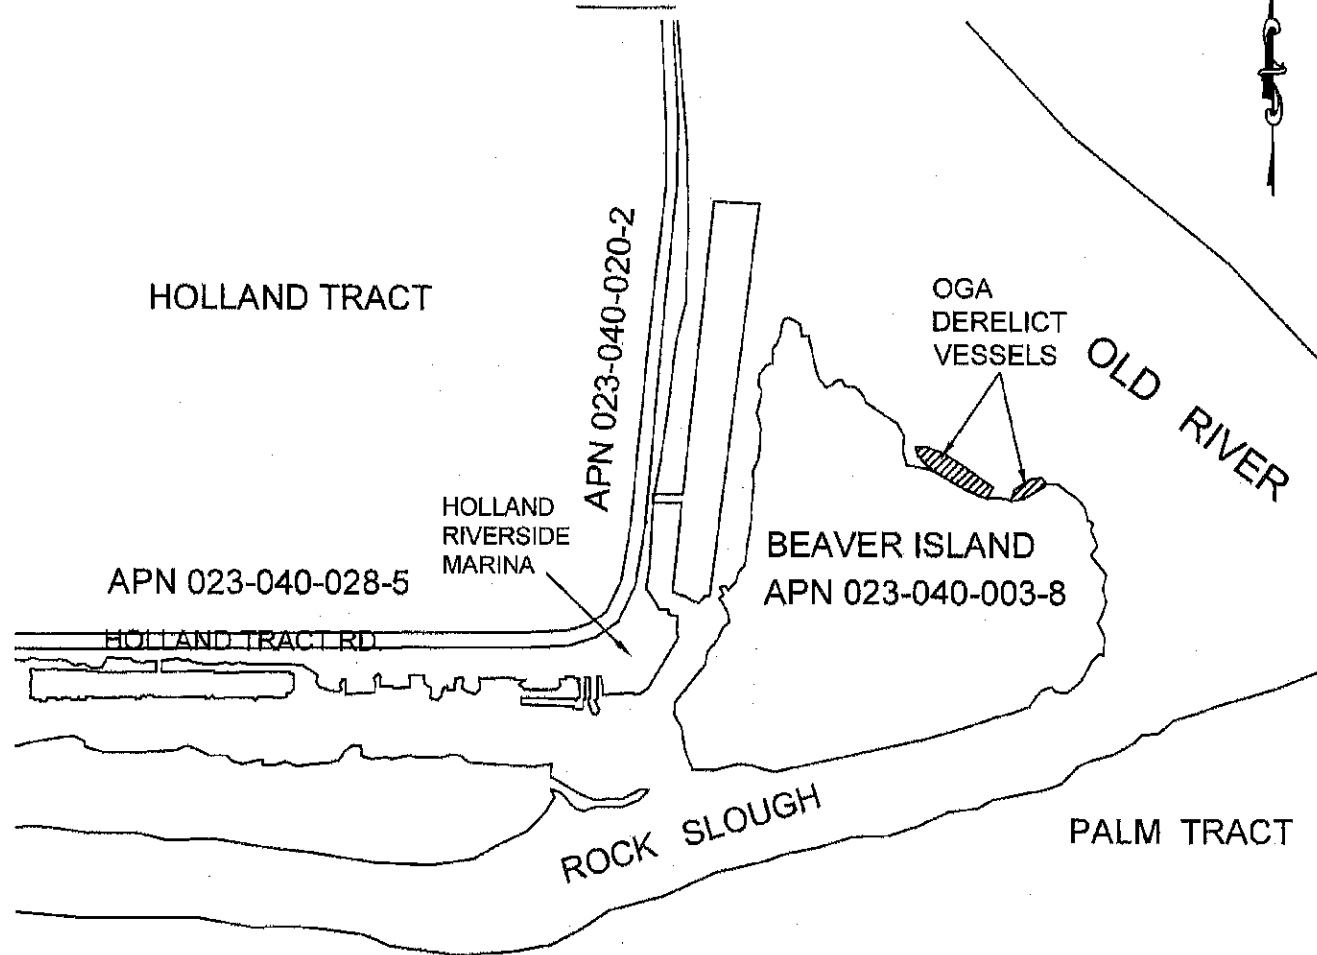 HOLLAND TRACT
APN 023-040-020-2
OGA
DERELICT
VESSELS
OLD RIVER
HOLLAND
RIVERSIDE
MARINA
BEAVER ISLAND
APN 023-040-003-8
APN 023-040-028-5
HOLLAND TRACT RD
ROCK SLOUGH
PALM TRACT